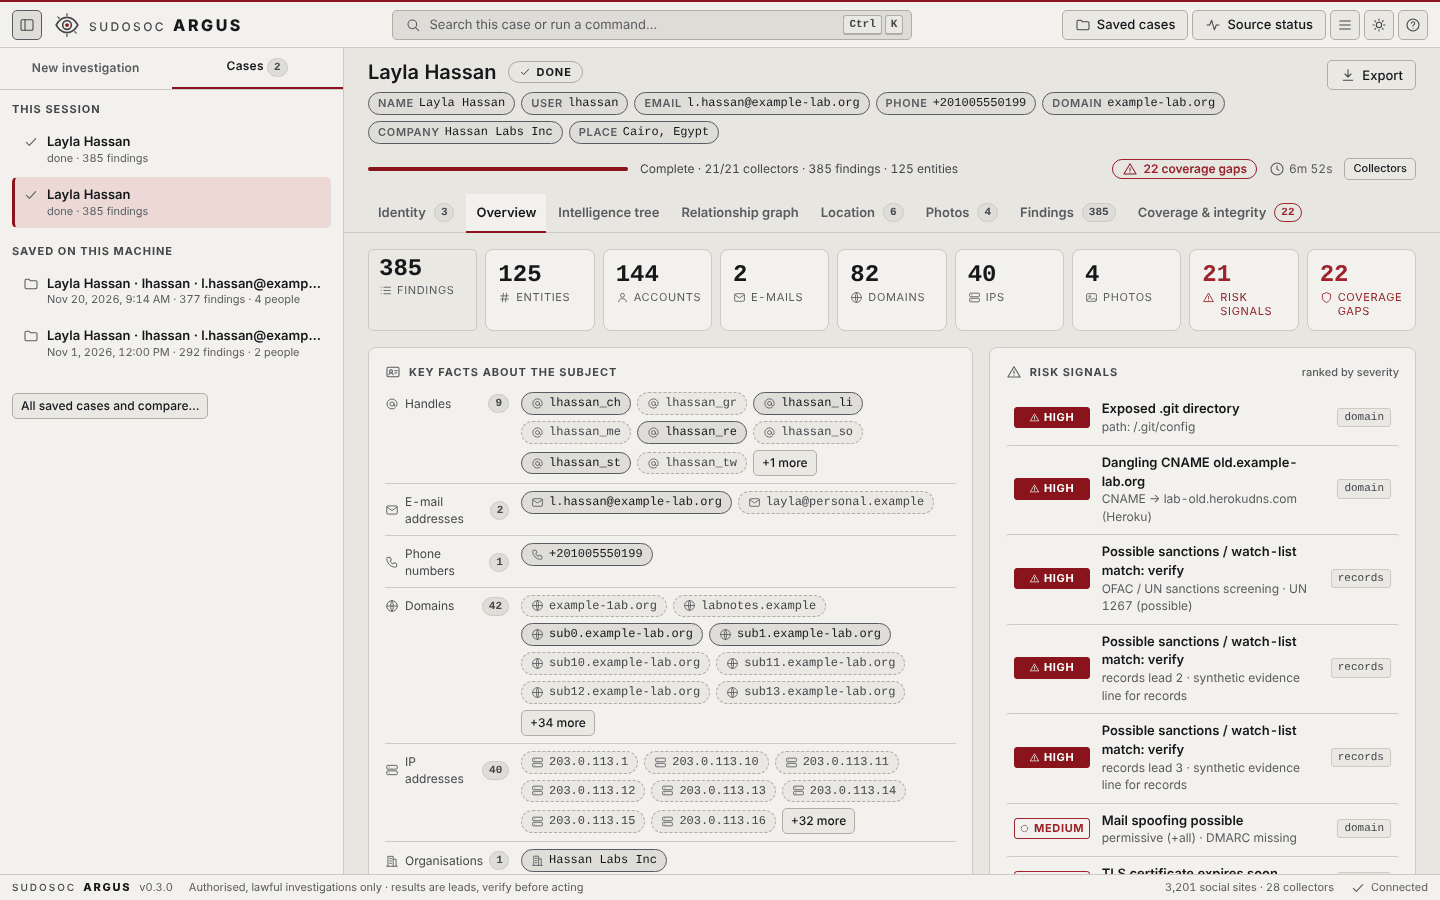 SUDOSOC ARGUS
Search this case or run a command...
Ctrl K
Saved cases
Source status
New investigation
Cases 2
THIS SESSION
Layla Hassan
done · 385 findings
Layla Hassan
done · 385 findings
SAVED ON THIS MACHINE
Layla Hassan · lhassan · l.hassan@examp...
Nov 20, 2026, 9:14 AM · 377 findings · 4 people
Layla Hassan · lhassan · l.hassan@examp...
Nov 1, 2026, 12:00 PM · 292 findings · 2 people
All saved cases and compare...
Layla Hassan
DONE
Export
NAME Layla Hassan
USER lhassan
EMAIL l.hassan@example-lab.org
PHONE +201005550199
DOMAIN example-lab.org
COMPANY Hassan Labs Inc
PLACE Cairo, Egypt
Complete · 21/21 collectors · 385 findings · 125 entities
22 coverage gaps
6m 52s
Collectors
Identity 3
Overview
Intelligence tree
Relationship graph
Location 6
Photos 4
Findings 385
Coverage & integrity 22
385
FINDINGS
125
ENTITIES
144
ACCOUNTS
2
E-MAILS
82
DOMAINS
40
IPS
4
PHOTOS
21
RISK
SIGNALS
22
COVERAGE
GAPS
KEY FACTS ABOUT THE SUBJECT
Handles 9
lhassan_ch
lhassan_gr
lhassan_li
lhassan_me
lhassan_re
lhassan_so
lhassan_st
lhassan_tw
+1 more
E-mail
addresses
2
l.hassan@example-lab.org
layla@personal.example
Phone
numbers
1
+201005550199
Domains 42
example-1ab.org
labnotes.example
sub0.example-lab.org
sub1.example-lab.org
sub10.example-lab.org
sub11.example-lab.org
sub12.example-lab.org
sub13.example-lab.org
+34 more
IP
addresses
40
203.0.113.1
203.0.113.10
203.0.113.11
203.0.113.12
203.0.113.13
203.0.113.14
203.0.113.15
203.0.113.16
+32 more
Organisations 1
Hassan Labs Inc
RISK SIGNALS
ranked by severity
HIGH
Exposed .git directory
path: /.git/config
domain
HIGH
Dangling CNAME old.example-
lab.org
CNAME → lab-old.herokudns.com
(Heroku)
domain
HIGH
Possible sanctions / watch-list
match: verify
OFAC / UN sanctions screening · UN
1267 (possible)
records
HIGH
Possible sanctions / watch-list
match: verify
records lead 2 · synthetic evidence
line for records
records
HIGH
Possible sanctions / watch-list
match: verify
records lead 3 · synthetic evidence
line for records
records
MEDIUM
Mail spoofing possible
permissive (+all) · DMARC missing
domain
TLS certificate expires soon
SUDOSOC ARGUS v0.3.0
Authorised, lawful investigations only · results are leads, verify before acting
3,201 social sites · 28 collectors
Connected